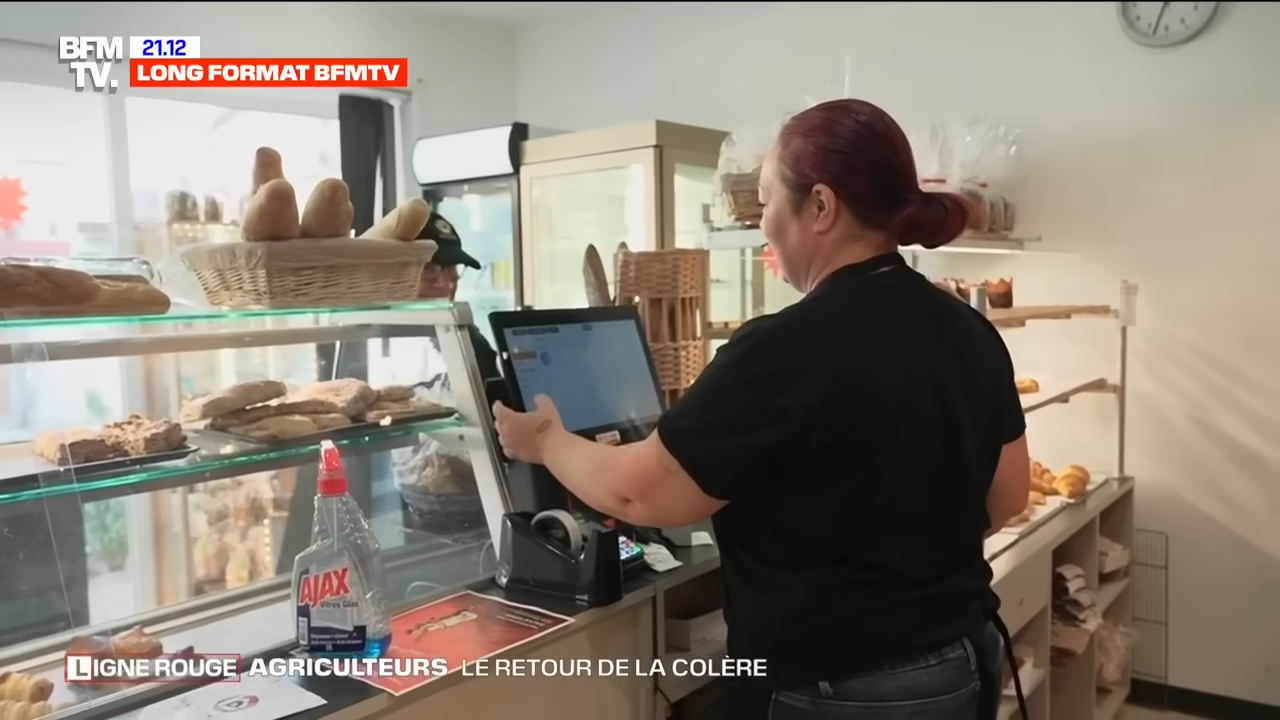 BFM
TV.
21.12
LONG FORMAT BFMTV
AJAX
Vitres Glas
LIGNE ROUGE AGRICULTEURS LE RETOUR DE LA COLÈRE